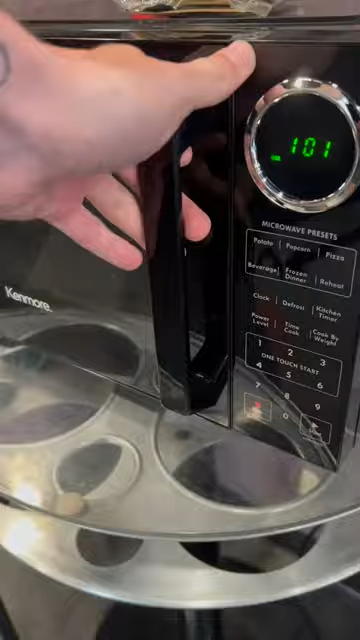 101
MICROWAVE PRESETS
Potato | Popcorn | Pizza
Beverage | Frozen Dinner | Reheat
Clock | Defrost | Kitchen Timer
Power Level | Time Cook | Cook By Weight
1 2 3
ONE TOUCH START
4 5 6
7 8 9
0
Kenmore